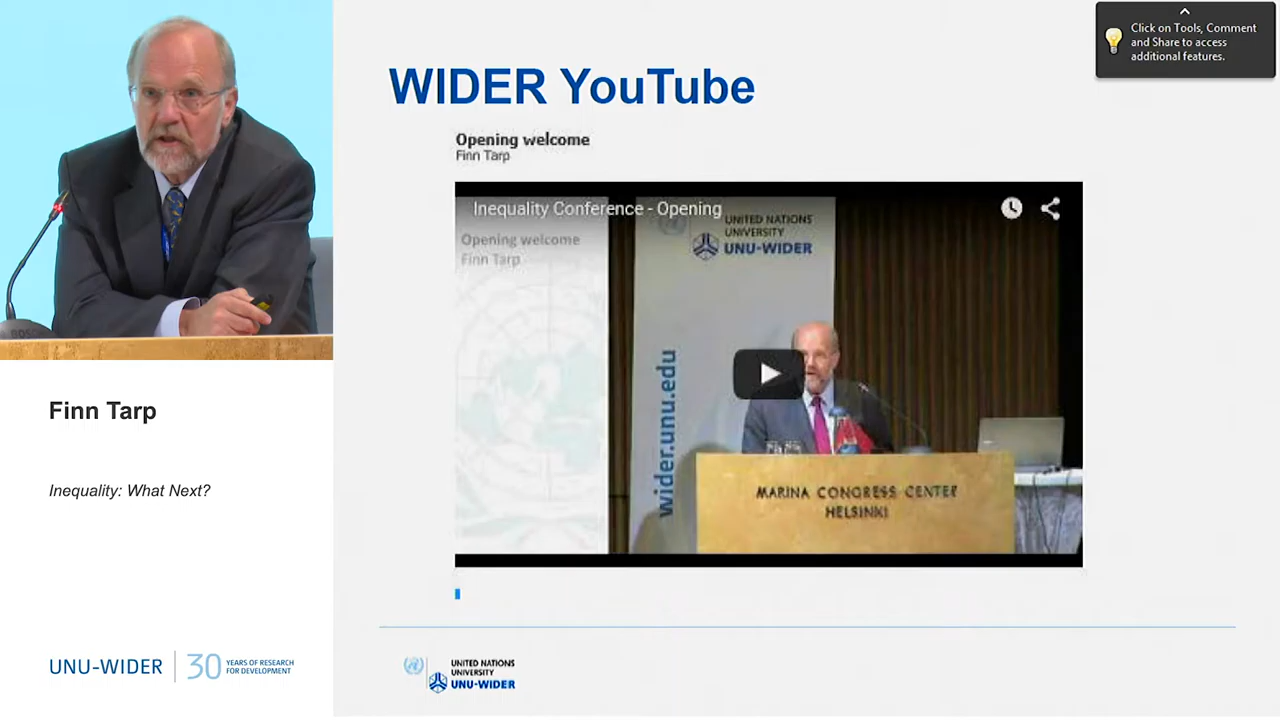 Click on Tools, Comment
and Share to access
additional features.
WIDER YouTube
Opening welcome
Finn Tarp
Inequality Conference - Opening
Opening welcome
Finn Tarp
UNITED NATIONS
UNIVERSITY
UNU-WIDER
wider.unu.edu
MARINA CONGRESS CENTER
HELSINKI
Finn Tarp
Inequality: What Next?
UNU-WIDER
30
YEARS OF RESEARCH
FOR DEVELOPMENT
UNITED NATIONS
UNIVERSITY
UNU-WIDER